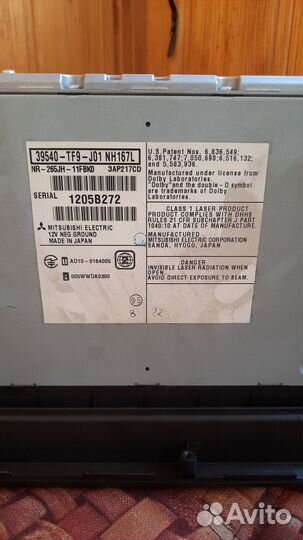 39540-TF9-J01 NH167L
NR-265JH-11FBKD 3AP217CD
SERIAL 1205B272
MITSUBISHI ELECTRIC
12V NEG.GROUND
MADE IN JAPAN
AD10-0164005
005WWDA0300
U.S.Patent Nos. 6,836,549;
6,381,747;7,050,698;6,516,132;
and 5,583,936.
Manufactured under license from
Dolby Laboratories.
"Dolby" and the double-D symbol
are trademarks of Dolby
Laboratories.
CLASS 1 LASER PRODUCT
PRODUCT COMPLIES WITH DHHS
RULES 21 CFR SUBCHAPTER J PART
1040:10 AT DATE OF MANUFACTURE.
MANUFACTURED
MITSUBISHI ELECTRIC CORPORATION
SANDA, HYOGO, JAPAN
DANGER
INVISIBLE LASER RADIATION WHEN
OPEN.
AVOID DIRECT EXPOSURE TO BEAM.
8 12
Avito